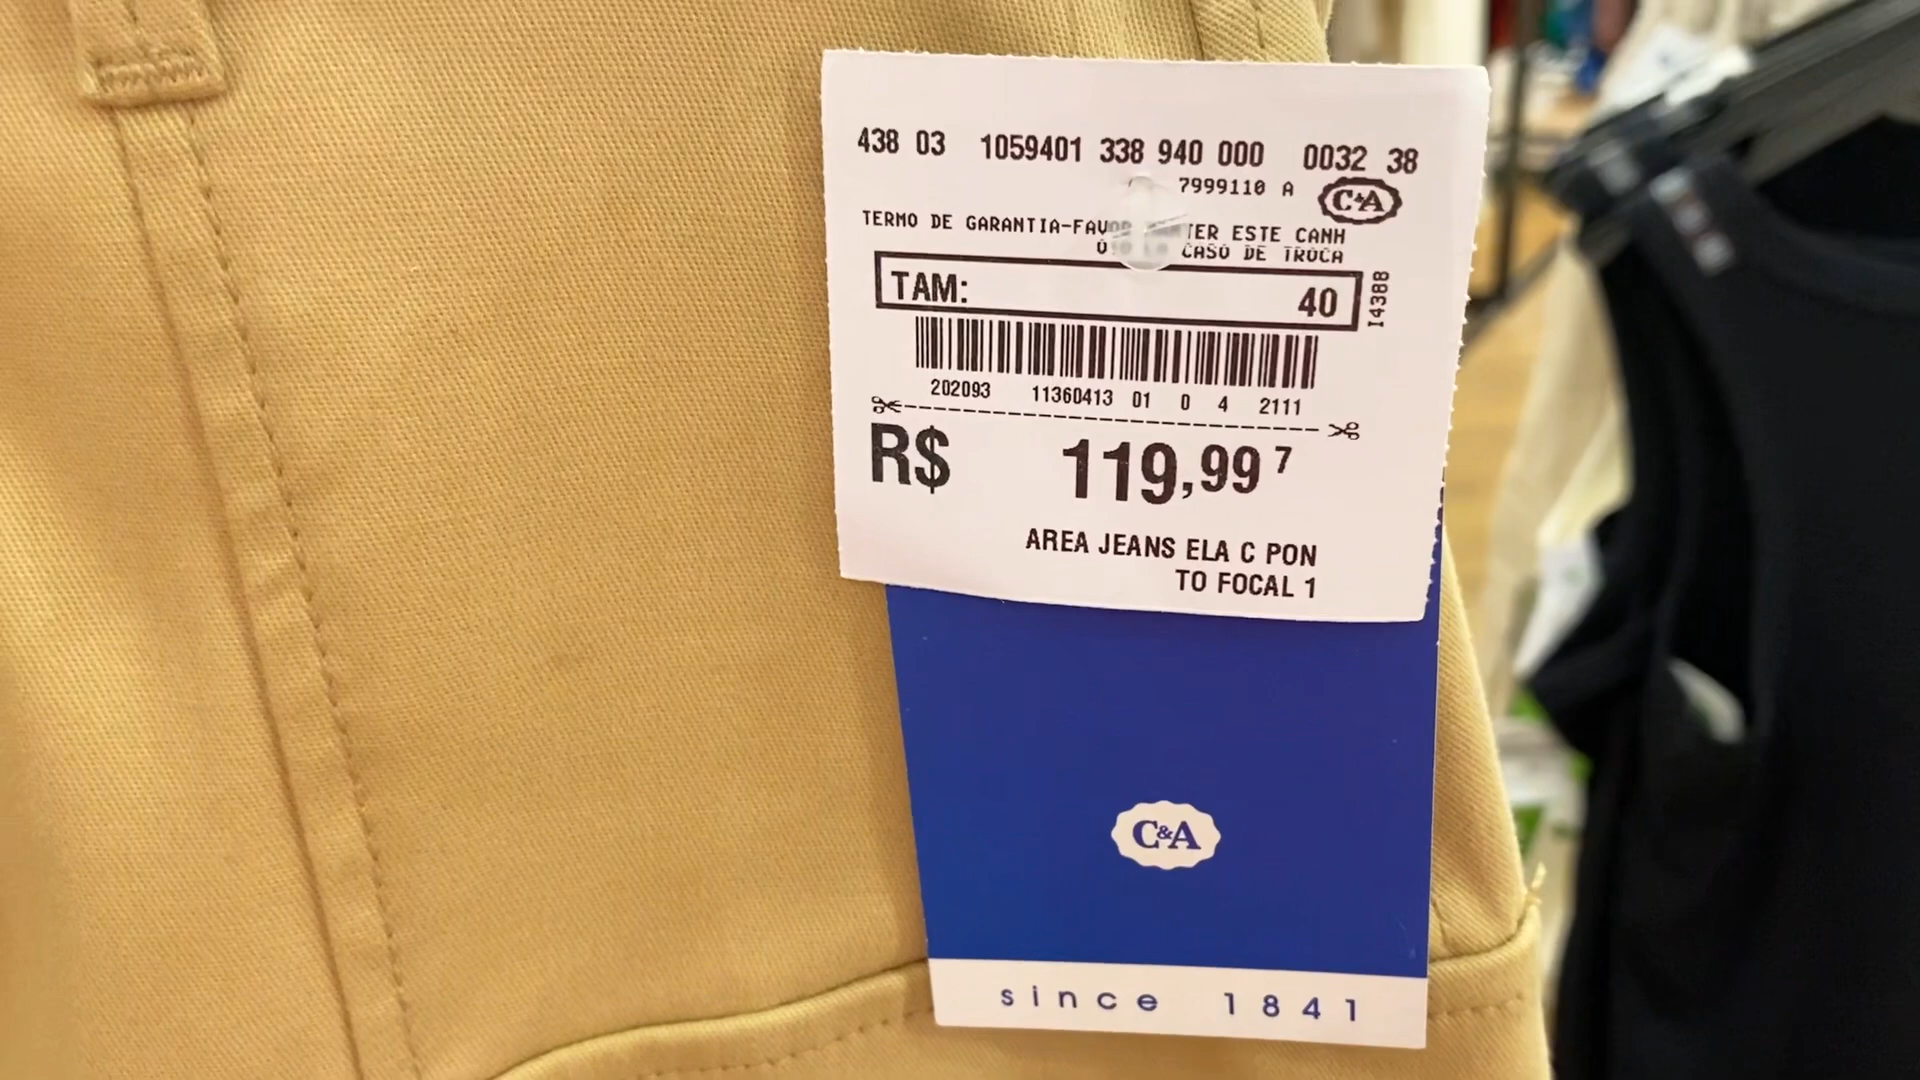 438 03 1059401 338 940 000 0032 38
7999110 A C&A
TERMO DE GARANTIA-FAVOR TER ESTE CANH
CASO DE TROCA
TAM: 40
I4388
202093 11360413 01 0 4 2111
R$ 119,99 7
AREA JEANS ELA C PON
TO FOCAL 1
C&A
since 1841